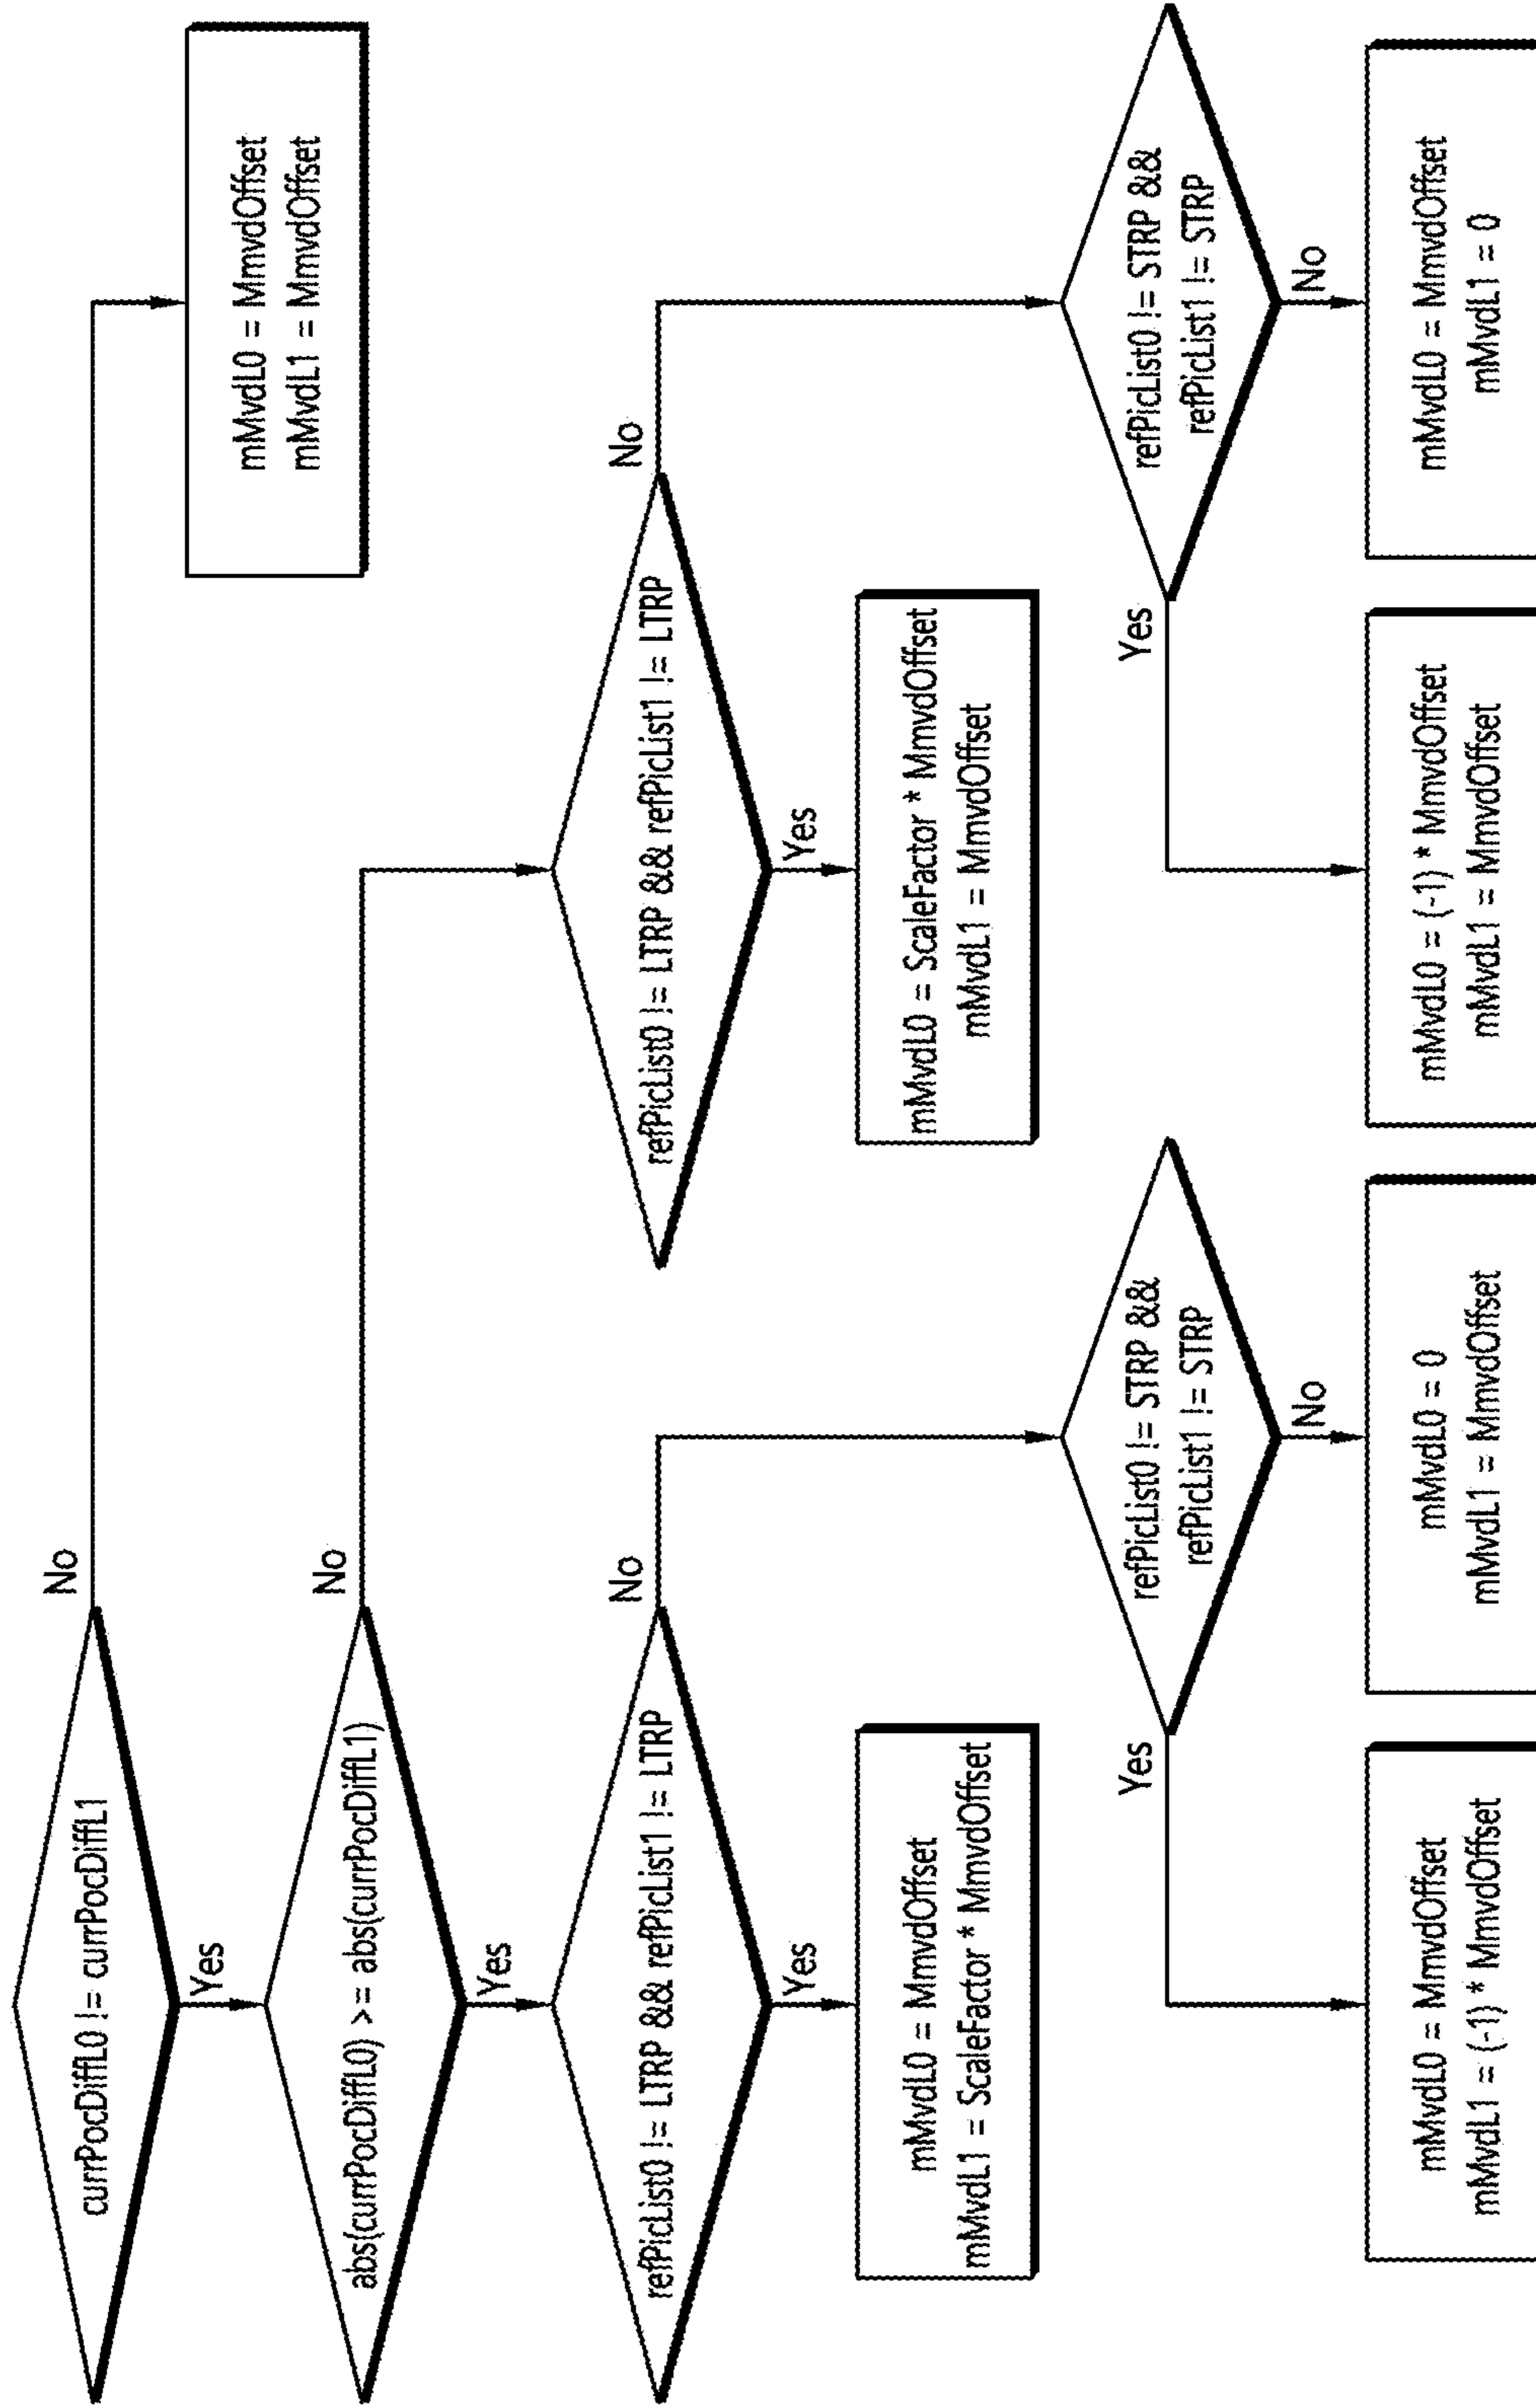 currPocDiffL0 != currPocDiffL1
No
Yes
mMvdL0 = MmvdOffset
mMvdL1 = MmvdOffset
abs(currPocDiffL0) >= abs(currPocDiffL1)
No
Yes
refPicList0 != LTRP && refPicList1 != LTRP
No
Yes
refPicList0 != LTRP && refPicList1 != LTRP
No
Yes
mMvdL0 = MmvdOffset
mMvdL1 = ScaleFactor * MmvdOffset
mMvdL0 = ScaleFactor * MmvdOffset
mMvdL1 = MmvdOffset
Yes
refPicList0 != STRP &&
refPicList1 != STRP
No
Yes
refPicList0 != STRP &&
refPicList1 != STRP
No
mMvdL0 = MmvdOffset
mMvdL1 = (-1) * MmvdOffset
mMvdL0 = 0
mMvdL1 = MmvdOffset
mMvdL0 = (-1) * MmvdOffset
mMvdL1 = MmvdOffset
mMvdL0 = MmvdOffset
mMvdL1 = 0